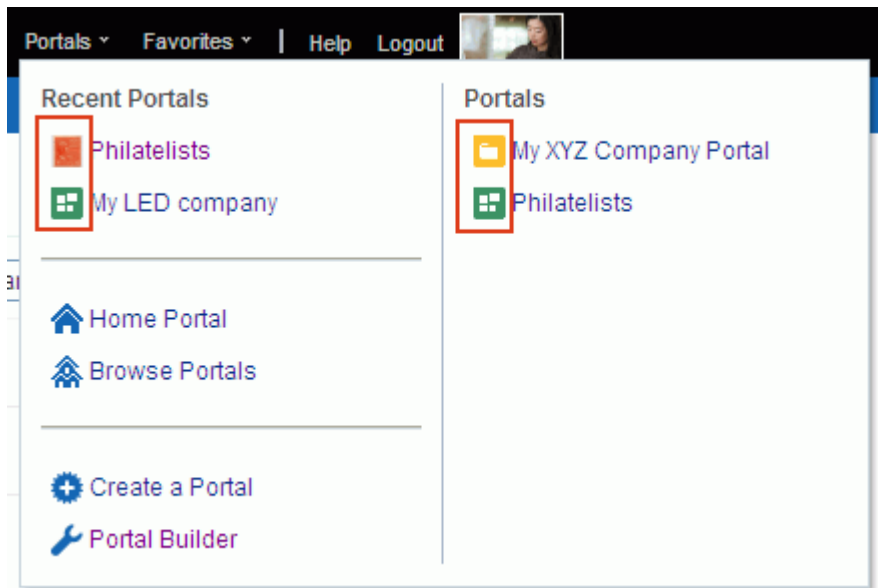 Portals Favorites | Help Logout
Recent Portals
Philatelists
My LED company
Home Portal
Browse Portals
Create a Portal
Portal Builder
Portals
My XYZ Company Portal
Philatelists